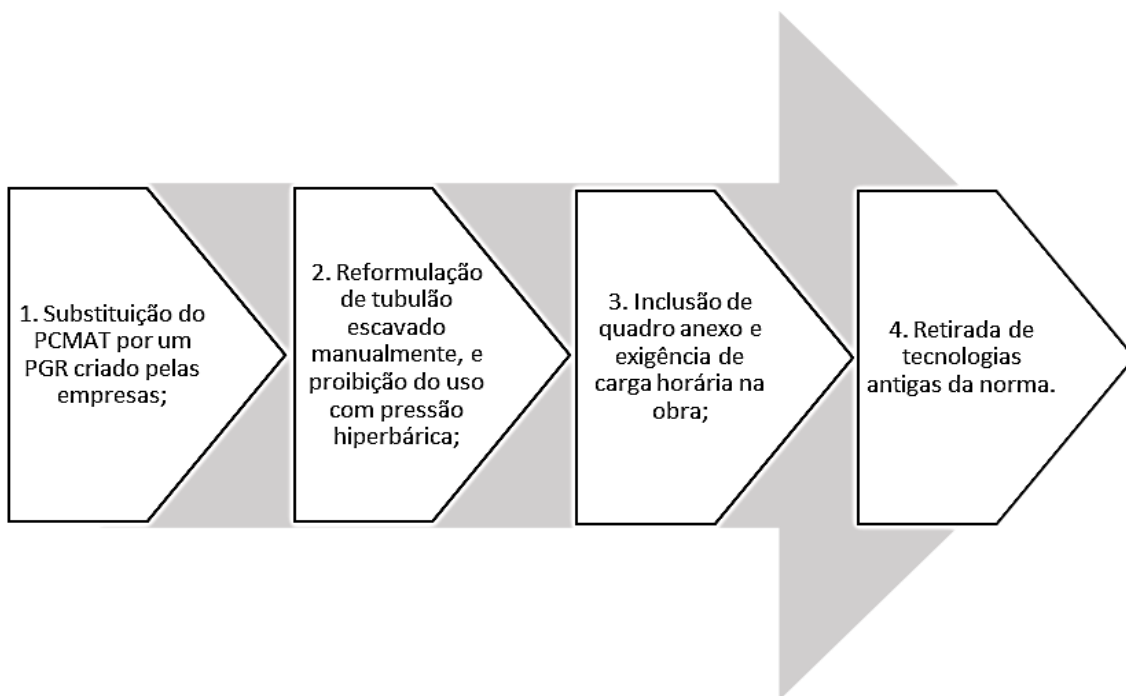 1. Substituição do
PCMAT por um
PGR criado pelas
empresas;
2. Reformulação
de tubulão
escavado
manualmente, e
proibição do uso
com pressão
hiperbárica;
3. Inclusão de
quadro anexo e
exigência de
carga horária na
obra;
4. Retirada de
tecnologias
antigas da norma.